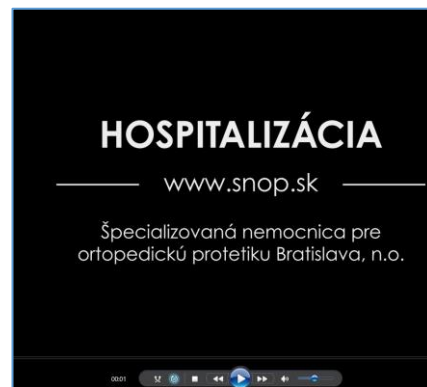 HOSPITALIZÁCIA
www.snop.sk
Špecializovaná nemocnica pre
ortopedickú protetiku Bratislava, n.o.
00:01